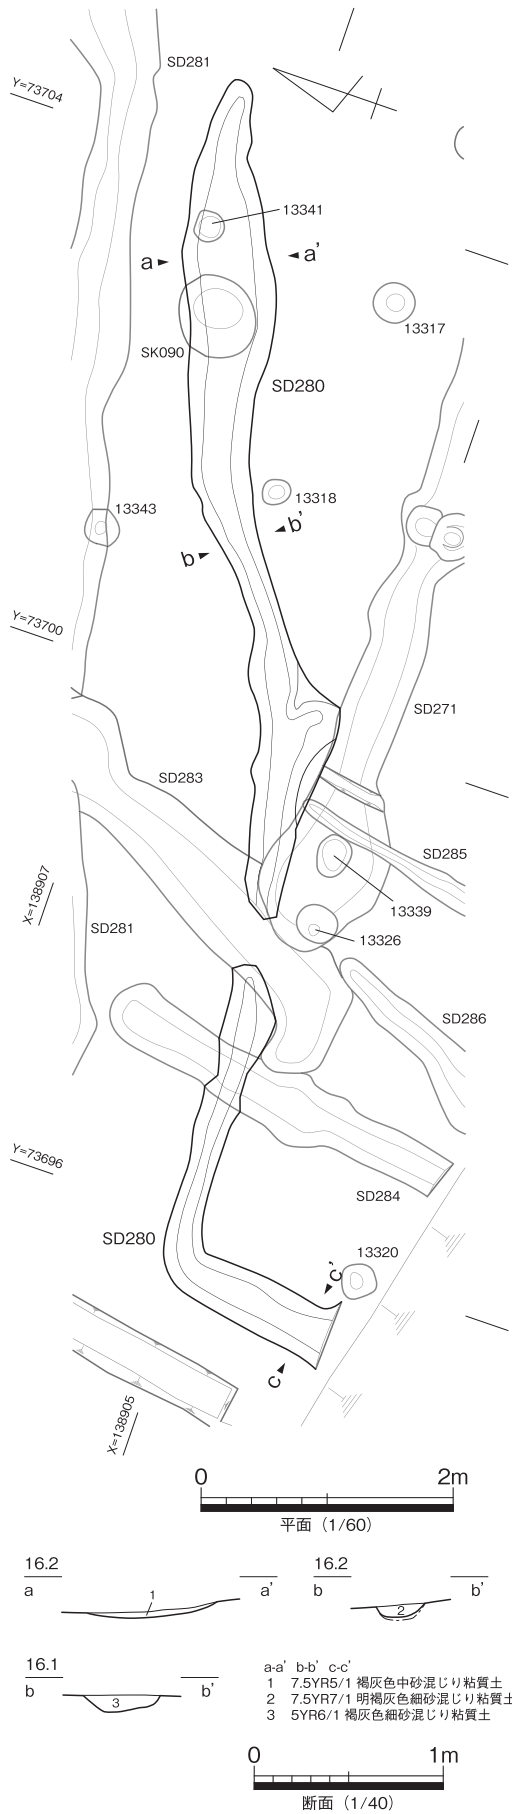 SD281
Y=73704
13341
a
a'
13317
SK090
SD280
13343
13318
b'
b
Y=73700
SD271
SD283
SD285
X=138907
13339
SD281
13326
SD286
Y=73696
SD284
SD280
13320
c'
c
X=138905
0 2m
平面（1/60）
16.2
a a'
1
16.2
b b'
2
16.1
b b'
3
a-a' b-b' c-c'
1 7.5YR5/1 褐灰色中砂混じり粘質土
2 7.5YR7/1 明褐灰色細砂混じり粘質土
3 5YR6/1 褐灰色細砂混じり粘質土
0 1m
断面（1/40）